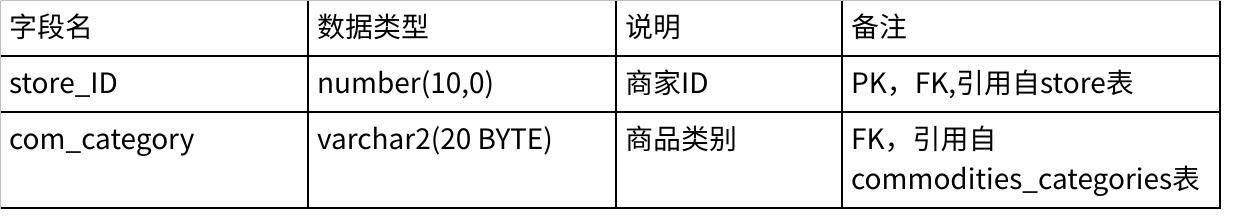 字段名 数据类型 说明 备注
store_ID number(10,0) 商家ID PK，FK,引用自store表
com_category varchar2(20 BYTE) 商品类别 FK，引用自
commodities_categories表